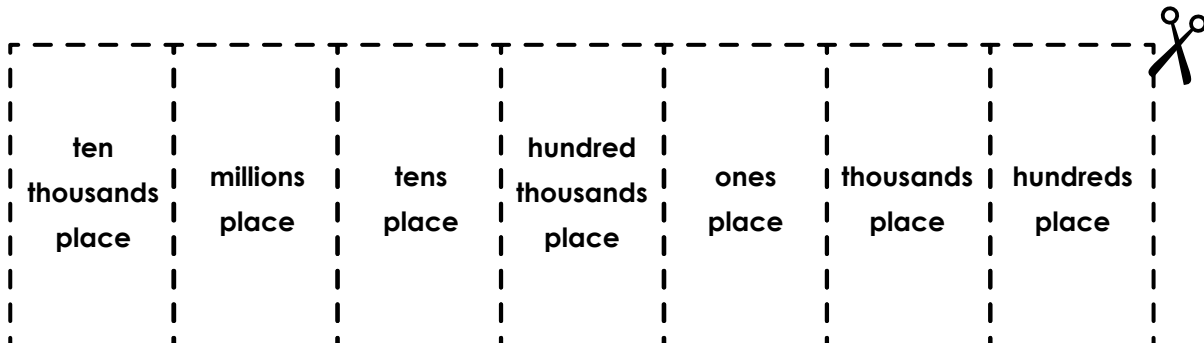 ten
thousands
place
millions
place
tens
place
hundred
thousands
place
ones
place
thousands
place
hundreds
place